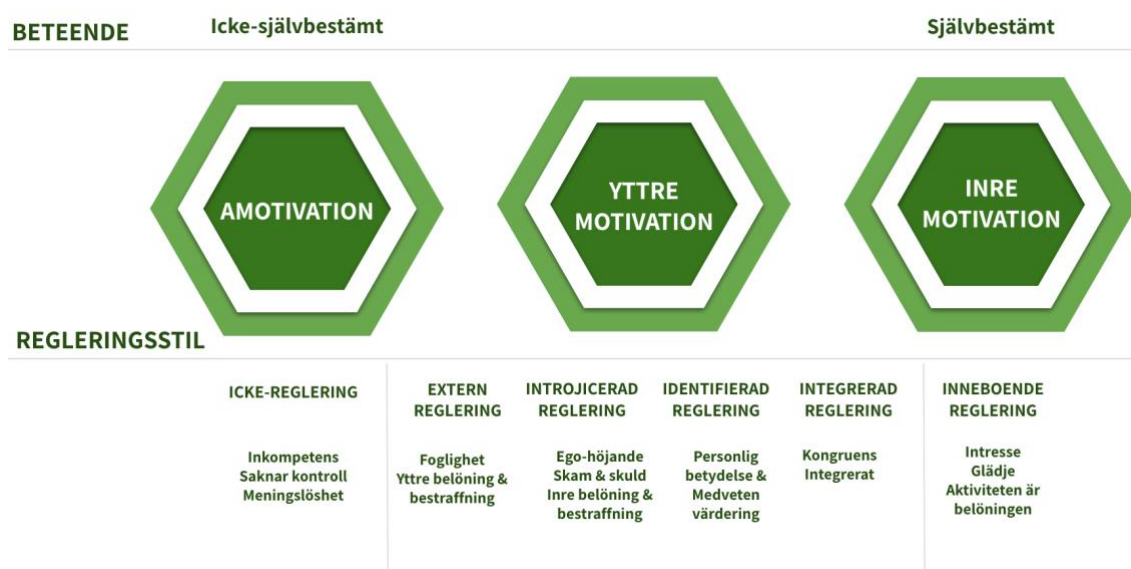 BETEENDE
Icke-självbestämt
Självbestämt
AMOTIVATION
YTTRE
MOTIVATION
INRE
MOTIVATION
REGLERINGSSTIL
ICKE-REGLERING
Inkompetens
Saknar kontroll
Meningslöshet
EXTERN
REGLERING
Foglighet
Yttre belöning &
bestraffning
INTROJICERAD
REGLERING
Ego-höjande
Skam & skuld
Inre belöning &
bestraffning
IDENTIFIERAD
REGLERING
Personlig
betydelse &
Medveten
värdering
INTEGRERAD
REGLERING
Kongruens
Integrerat
INNEBOENDE
REGLERING
Intresse
Glädje
Aktiviteten är
belöningen